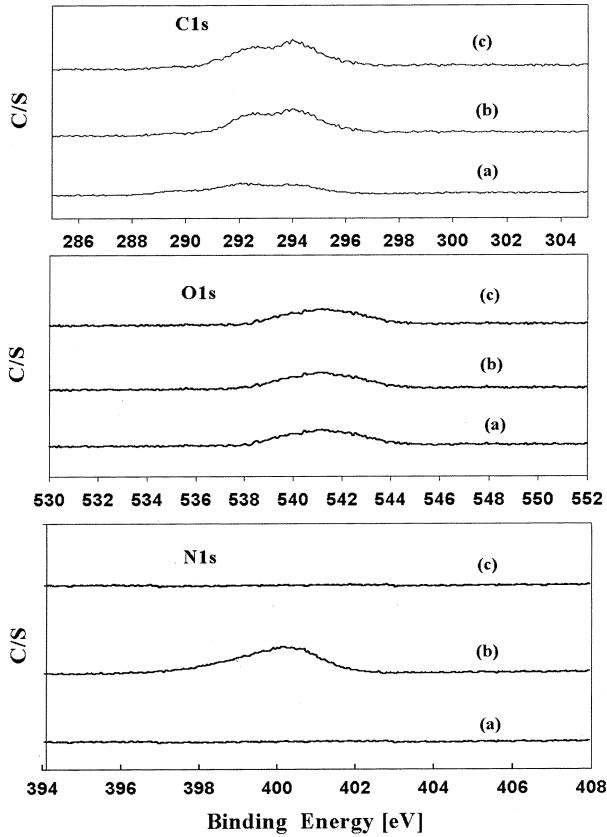 C1s
(c)
(b)
(a)
C/S
286 288 290 292 294 296 298 300 302 304
O1s
(c)
(b)
(a)
C/S
530 532 534 536 538 540 542 544 546 548 550 552
N1s
(c)
(b)
(a)
C/S
394 396 398 400 402 404 406 408
Binding Energy [eV]